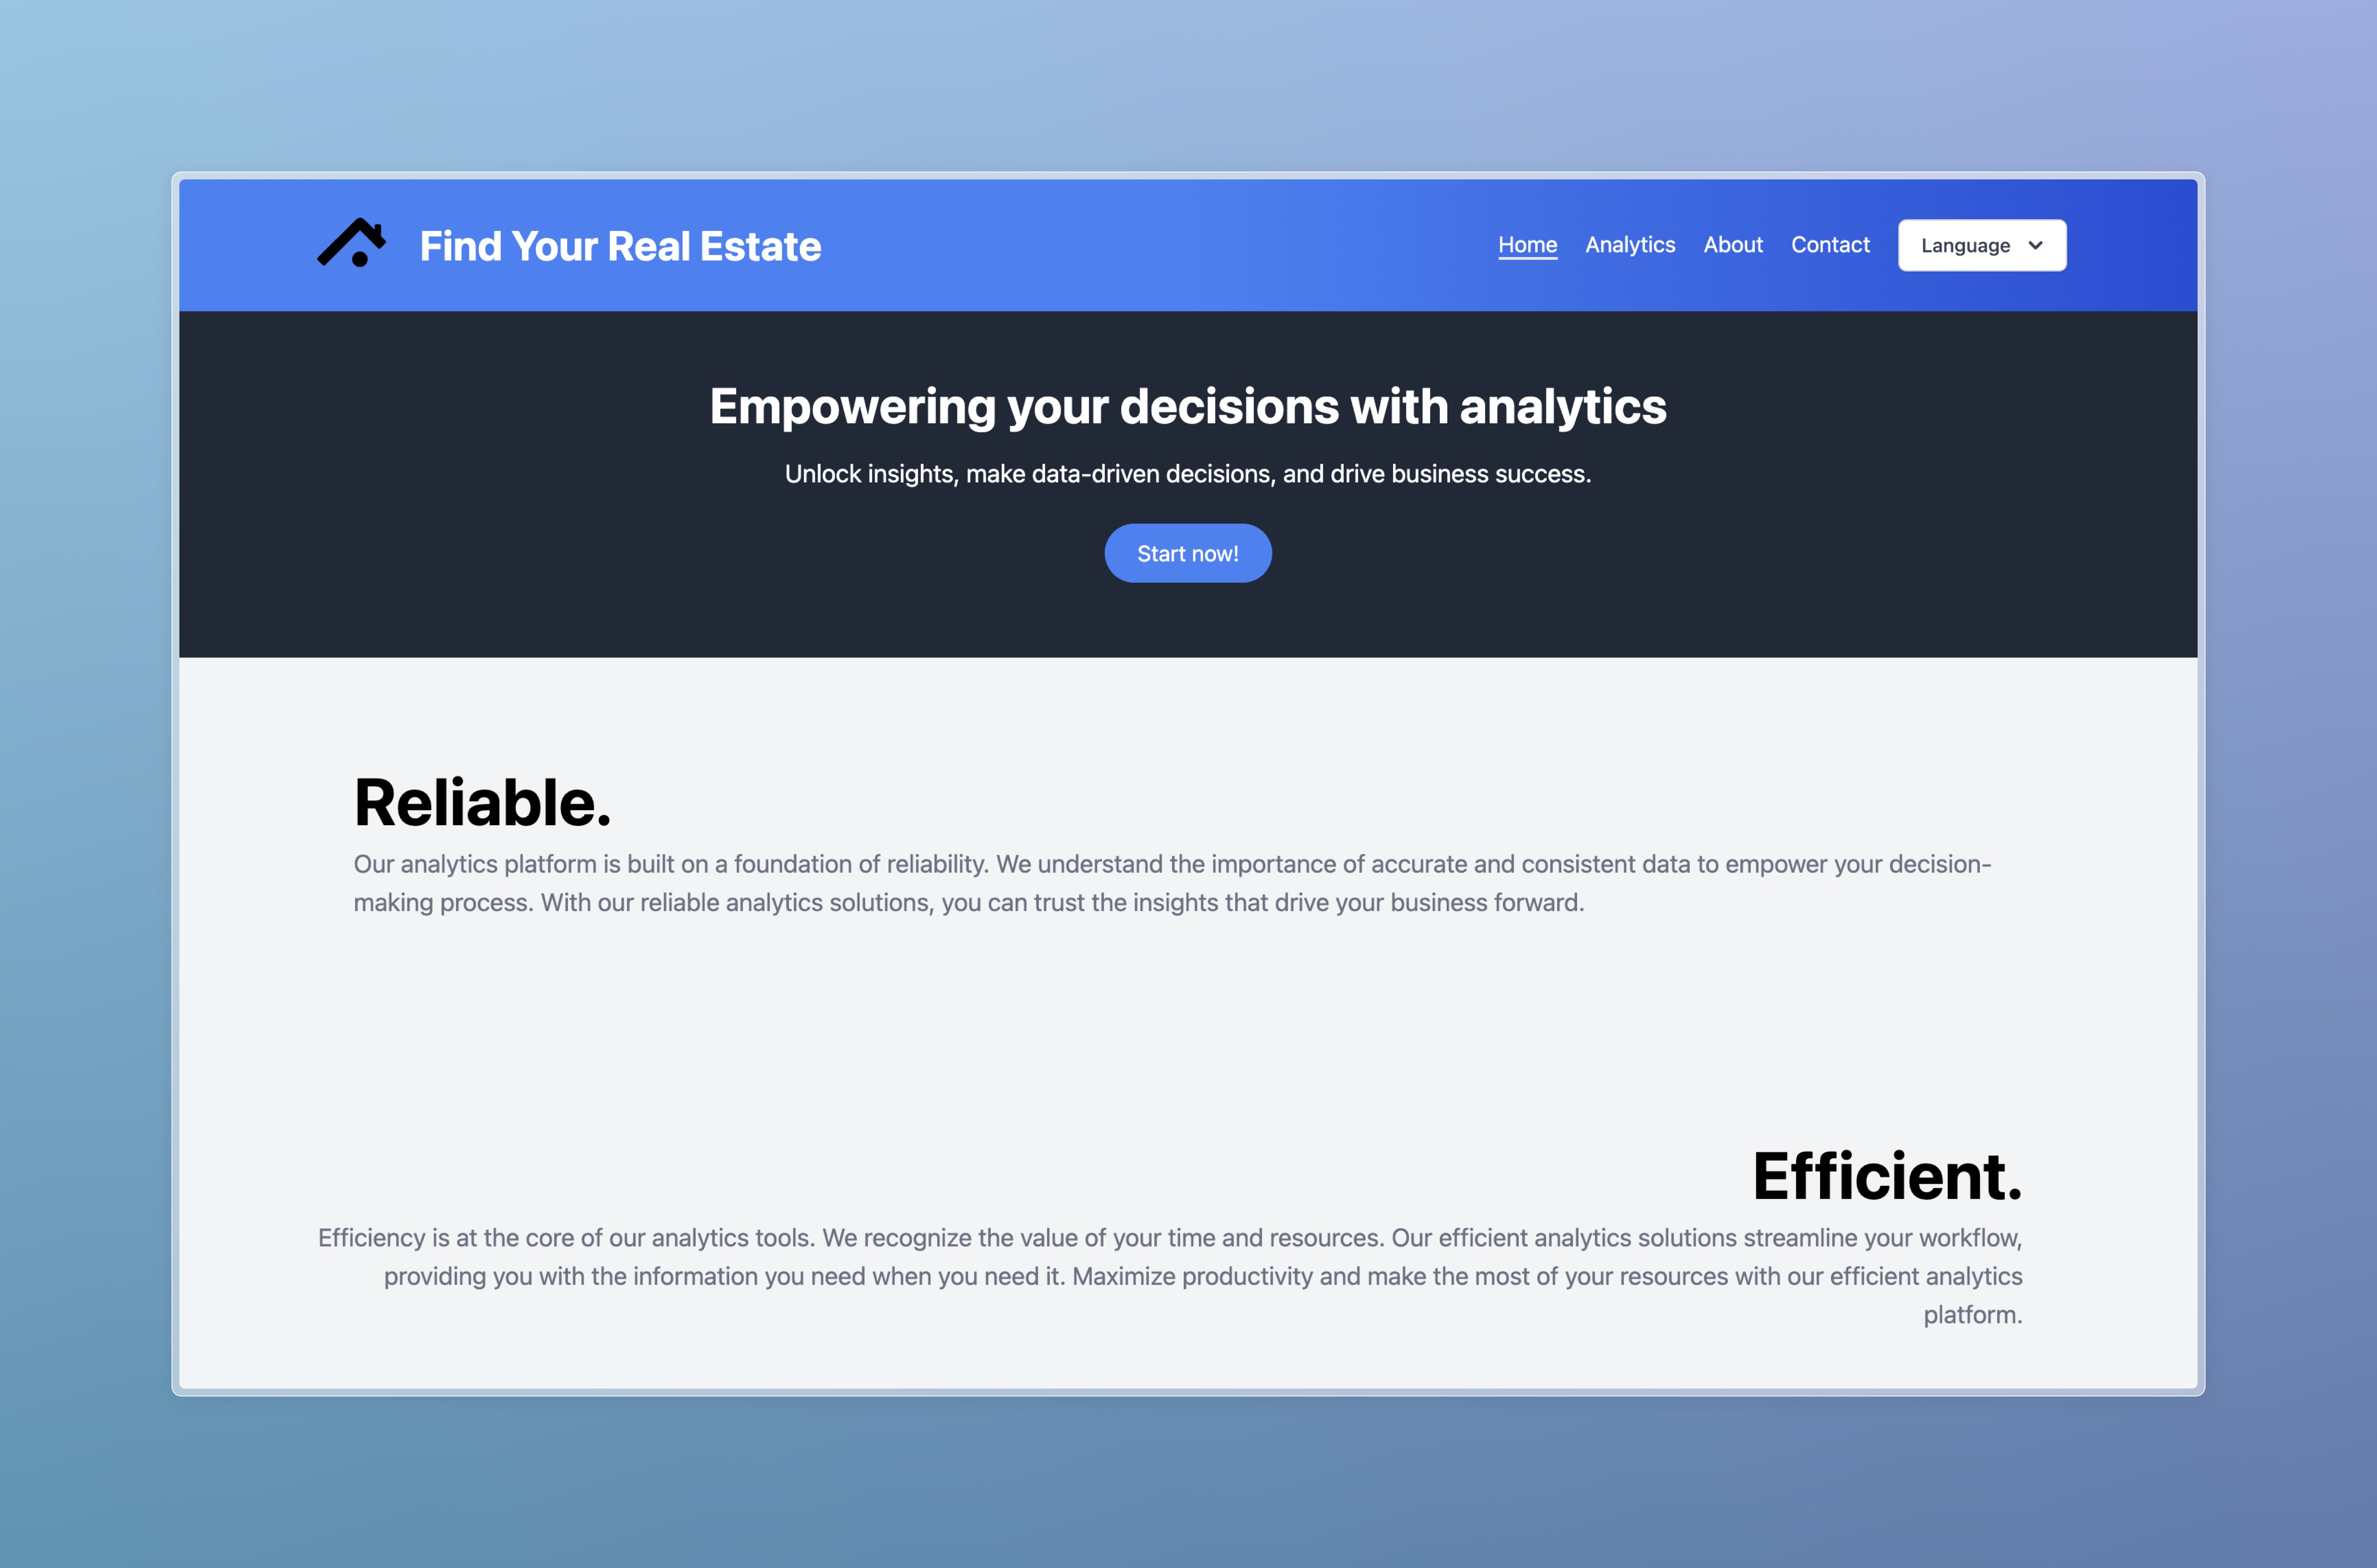 Find Your Real Estate
Home Analytics About Contact Language
Empowering your decisions with analytics
Unlock insights, make data-driven decisions, and drive business success.
Start now!
Reliable.
Our analytics platform is built on a foundation of reliability. We understand the importance of accurate and consistent data to empower your decision-
making process. With our reliable analytics solutions, you can trust the insights that drive your business forward.
Efficient.
Efficiency is at the core of our analytics tools. We recognize the value of your time and resources. Our efficient analytics solutions streamline your workflow,
providing you with the information you need when you need it. Maximize productivity and make the most of your resources with our efficient analytics
platform.